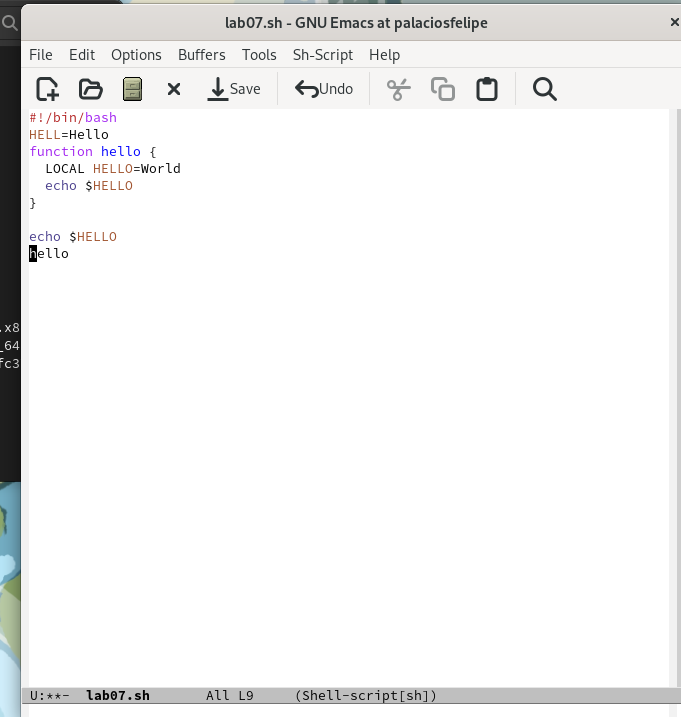 lab07.sh - GNU Emacs at palaciosfelipe
File Edit Options Buffers Tools Sh-Script Help
Save Undo
#!/bin/bash
HELL=Hello
function hello {
  LOCAL HELLO=World
  echo $HELLO
}
echo $HELLO
hello
.x8
_64
fc3
U:**-  lab07.sh       All L9     (Shell-script[sh])